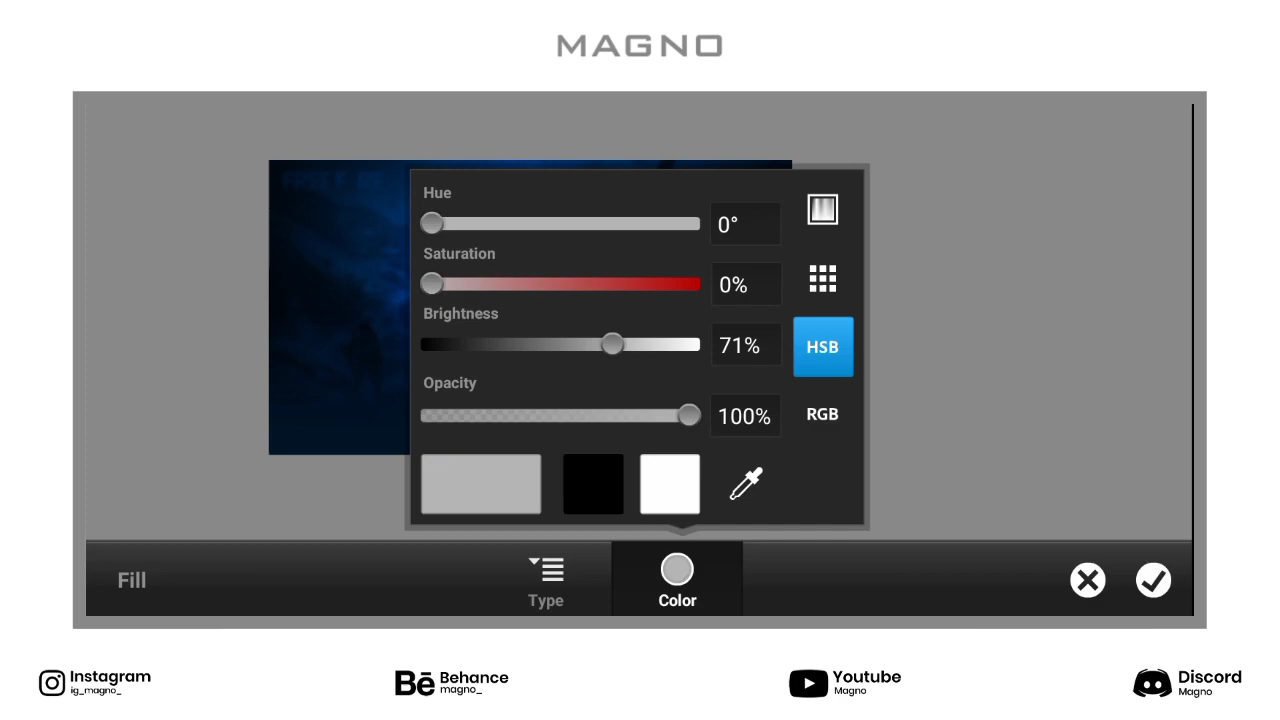 MAGNO
Hue
0°
Saturation
0%
Brightness
71%
HSB
Opacity
100%
RGB
Fill
Type
Color
Instagram
ig_magno_
Bē Behance
magno_
Youtube
Magno
Discord
Magno